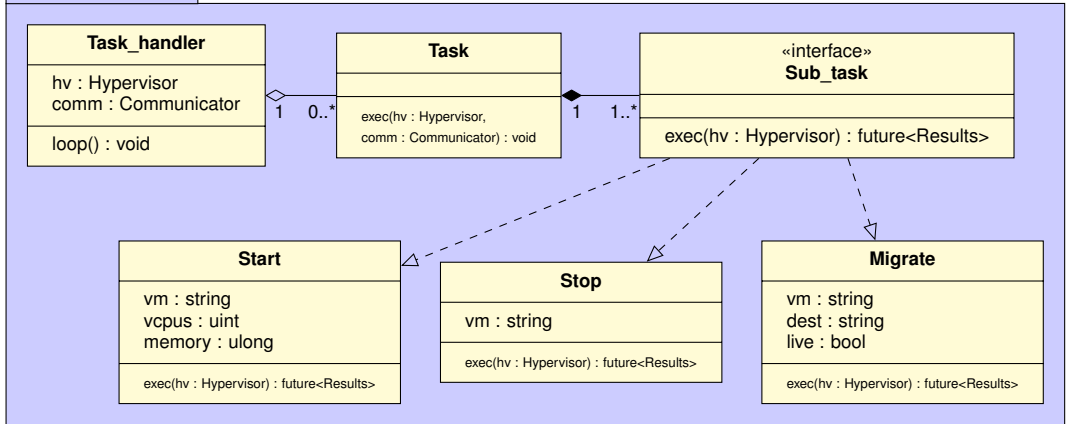 Task_handler
hv : Hypervisor
comm : Communicator
loop() : void
1
0..*
Task
exec(hv : Hypervisor,
comm : Communicator) : void
1
1..*
«interface»
Sub_task
exec(hv : Hypervisor) : future<Results>
Start
vm : string
vcpus : uint
memory : ulong
exec(hv : Hypervisor) : future<Results>
Stop
vm : string
exec(hv : Hypervisor) : future<Results>
Migrate
vm : string
dest : string
live : bool
exec(hv : Hypervisor) : future<Results>